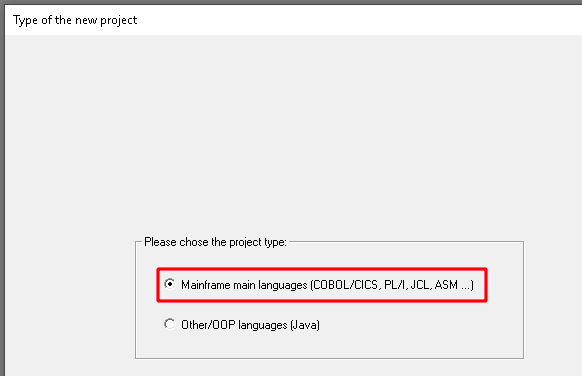 Type of the new project
Please chose the project type:
Mainframe main languages (COBOL/CICS, PL/I, JCL, ASM ...)
Other/OOP languages (Java)